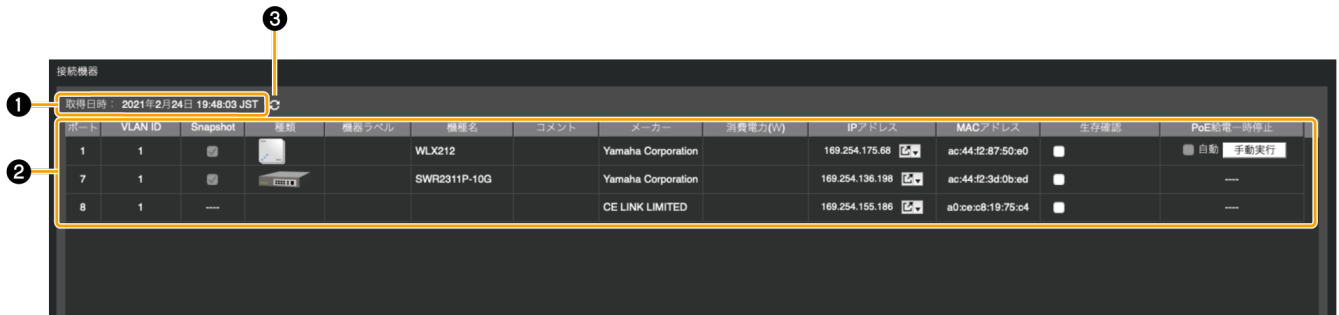 ❸
接続機器
❶
取得日時： 2021年2月24日 19:48:03 JST
❷
ポート VLAN ID Snapshot 種類 機器ラベル 機種名 コメント メーカー 消費電力(W) IPアドレス MACアドレス 生存確認 PoE給電一時停止
1 1 WLX212 Yamaha Corporation 169.254.175.68 ac:44:f2:87:50:e0 自動 手動実行
7 1 SWR2311P-10G Yamaha Corporation 169.254.136.198 ac:44:f2:3d:0b:ed ----
8 1 ---- CE LINK LIMITED 169.254.155.186 a0:ce:c8:19:75:c4 ----